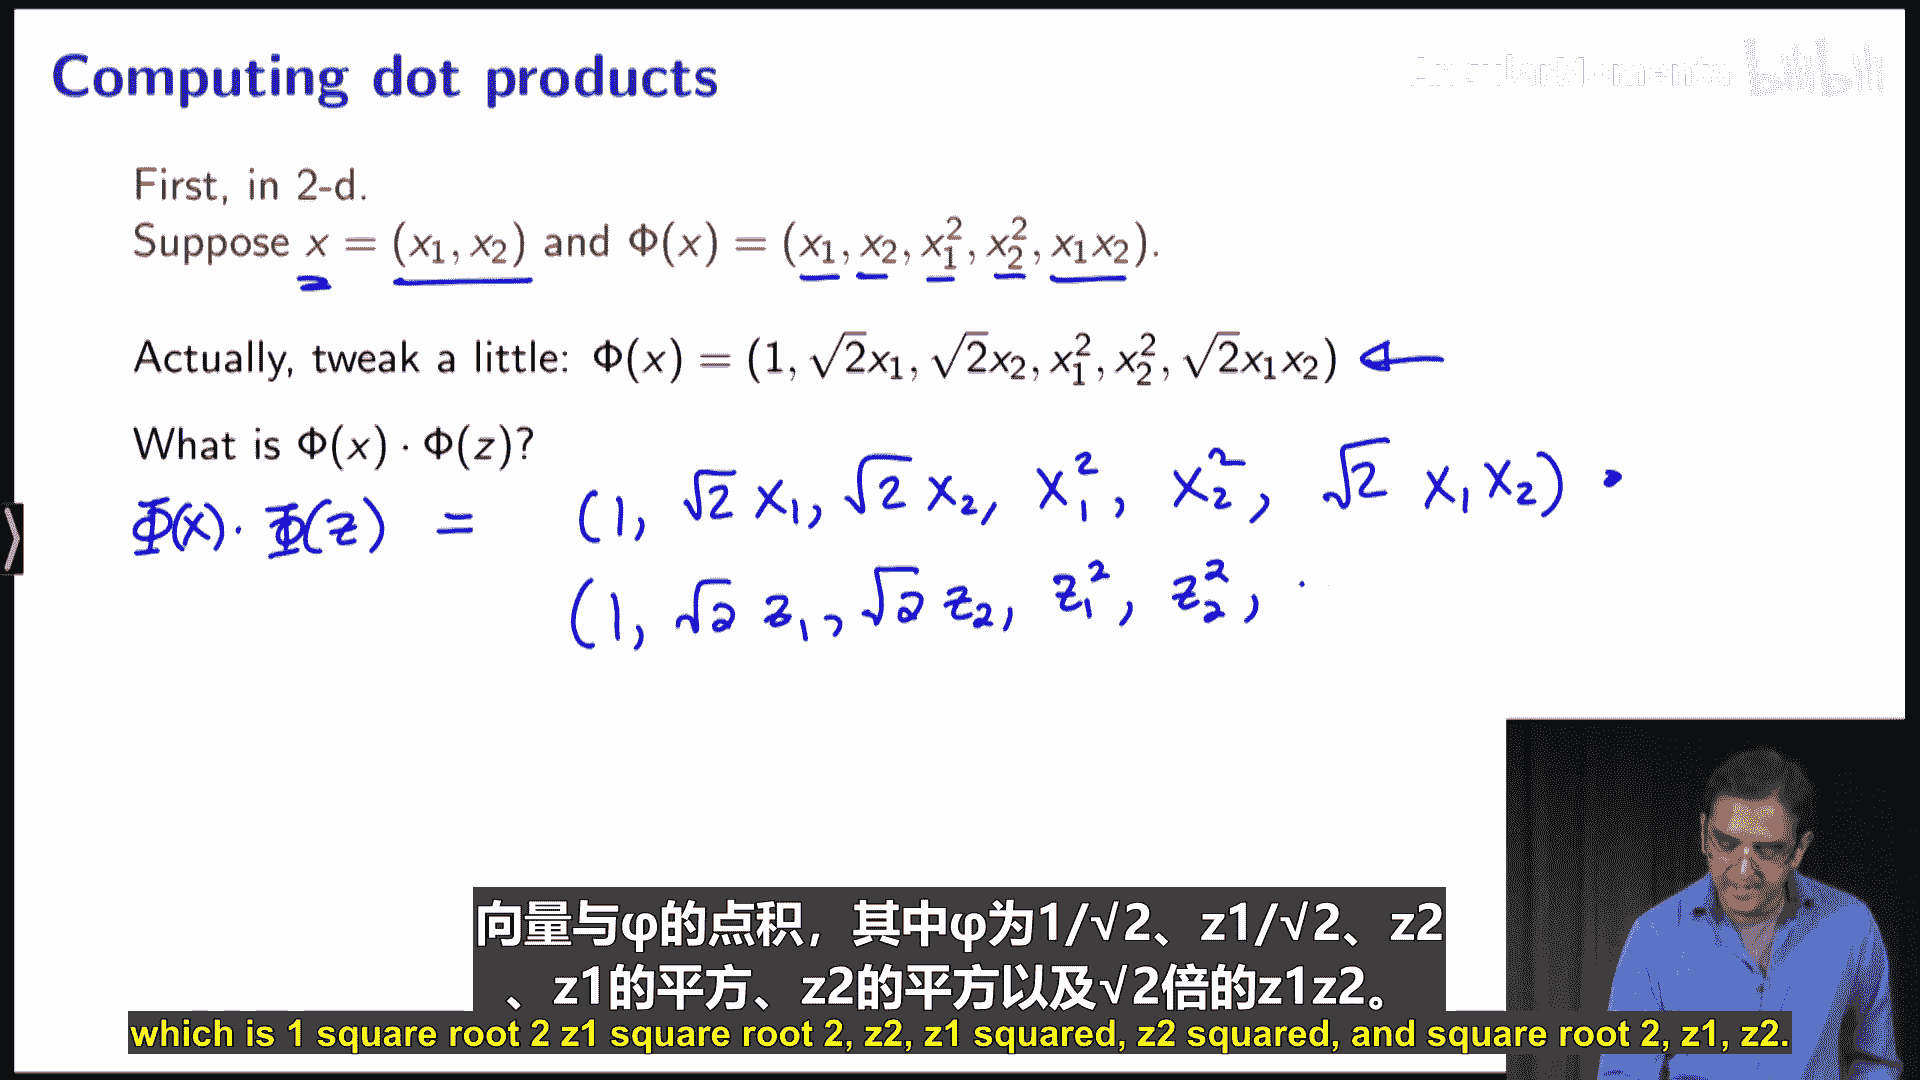 Computing dot products
bilibili
First, in 2-d.
Suppose x = (x₁, x₂) and Φ(x) = (x₁, x₂, x₁², x₂², x₁x₂).
Actually, tweak a little: Φ(x) = (1, √2x₁, √2x₂, x₁², x₂², √2x₁x₂)
What is Φ(x) · Φ(z)?
Φ(x) · Φ(z) = (1, √2 x₁, √2 x₂, x₁², x₂², √2 x₁x₂) ·
(1, √2 z₁, √2 z₂, z₁², z₂²,
向量与φ的点积，其中φ为1/√2、z1/√2、z2
、z1的平方、z2的平方以及√2倍的z1z2。
which is 1 square root 2 z1 square root 2, z2, z1 squared, z2 squared, and square root 2, z1, z2.